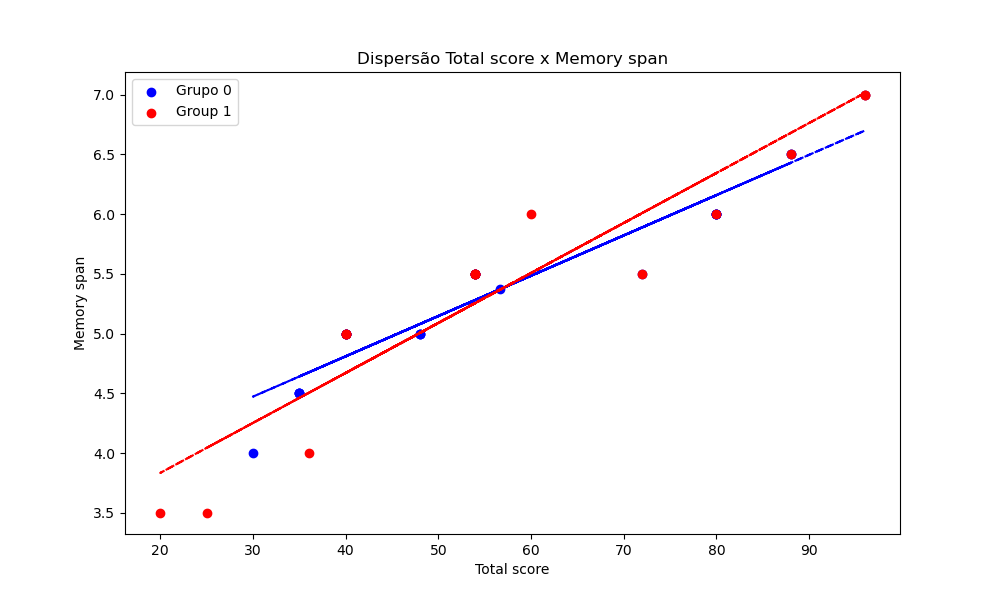 Dispersão Total score x Memory span
Grupo 0
Group 1
7.0
6.5
6.0
5.5
5.0
4.5
4.0
3.5
Memory span
20 30 40 50 60 70 80 90
Total score